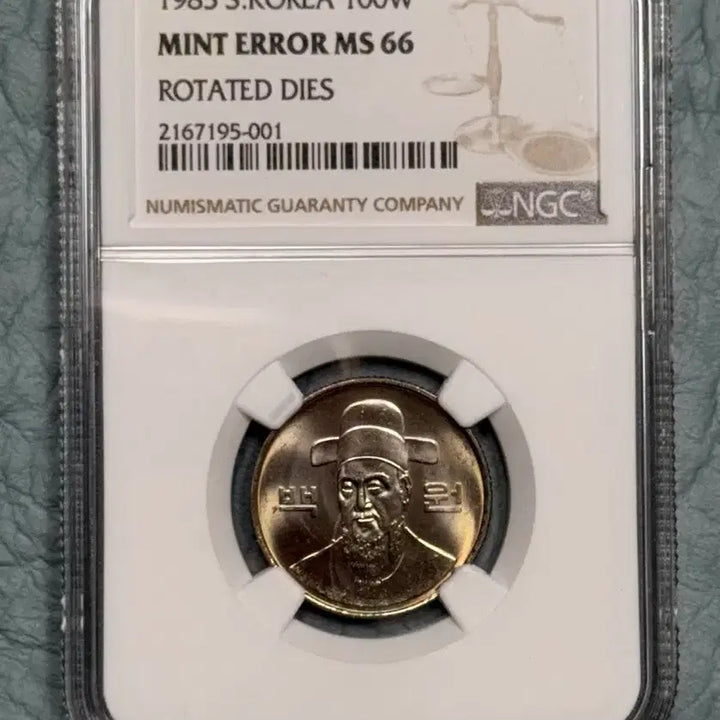 1983 S.KOREA 100W
MINT ERROR MS 66
ROTATED DIES
2167195-001
NUMISMATIC GUARANTY COMPANY
NGC
백 원